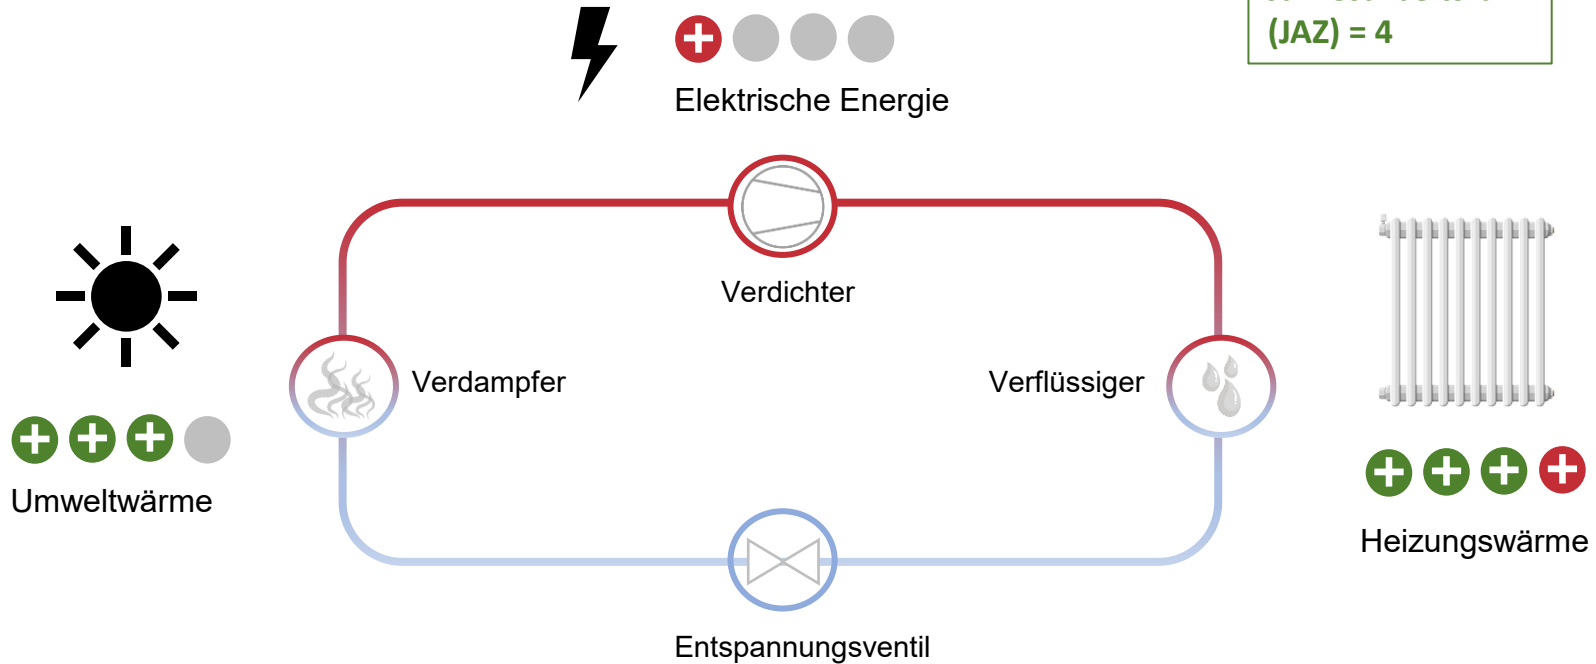 (JAZ) = 4
Elektrische Energie
Verdichter
Verdampfer
Verflüssiger
Umweltwärme
Heizungswärme
Entspannungsventil